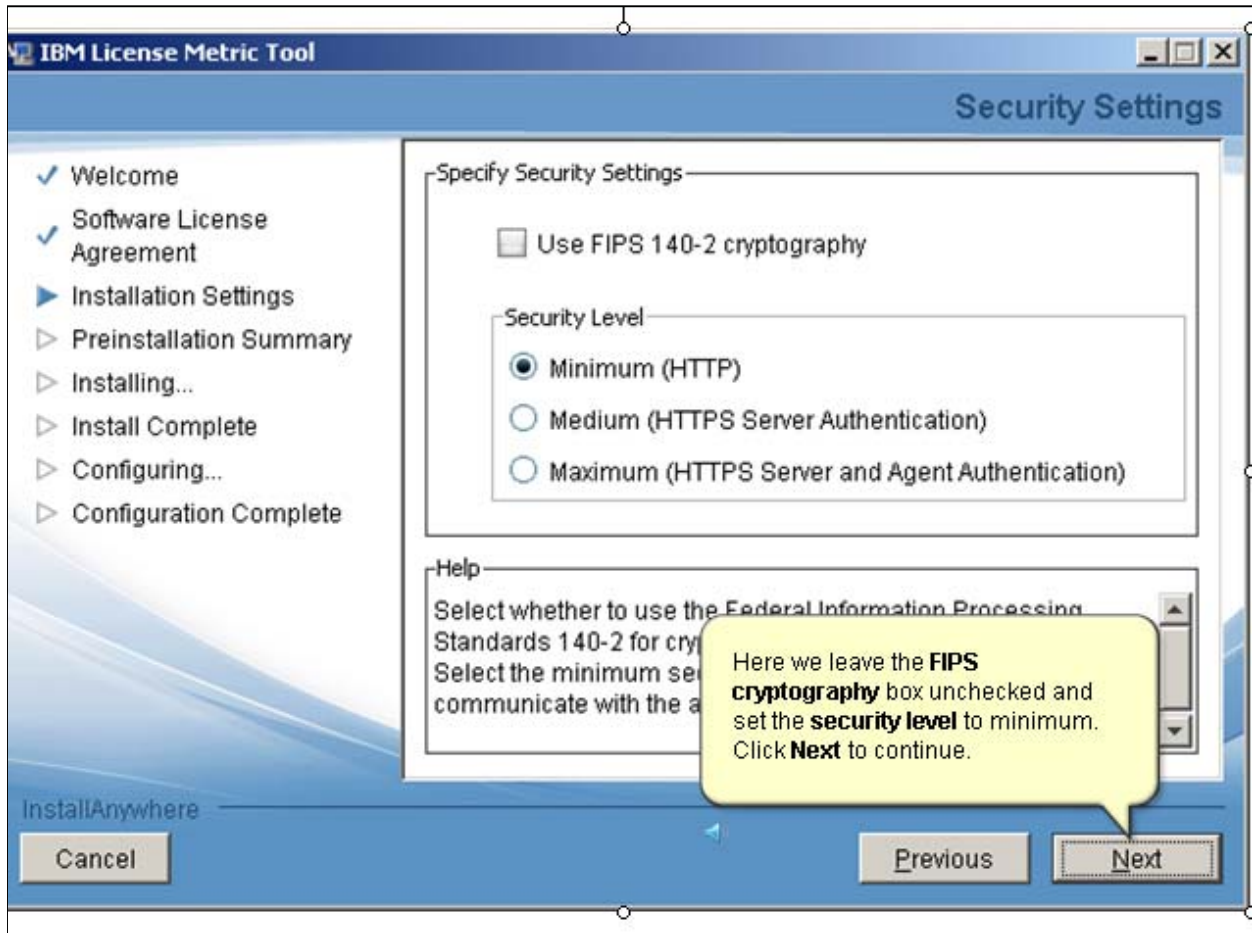 IBM License Metric Tool
Security Settings
Welcome
Software License
Agreement
Installation Settings
Preinstallation Summary
Installing...
Install Complete
Configuring...
Configuration Complete
Specify Security Settings
Use FIPS 140-2 cryptography
Security Level
Minimum (HTTP)
Medium (HTTPS Server Authentication)
Maximum (HTTPS Server and Agent Authentication)
Help
Select whether to use the Federal Information Processing
Standards 140-2 for
Select the minimum
communicate with the
Here we leave the FIPS
cryptography box unchecked and
set the security level to minimum.
Click Next to continue.
InstallAnywhere
Cancel
Previous
Next